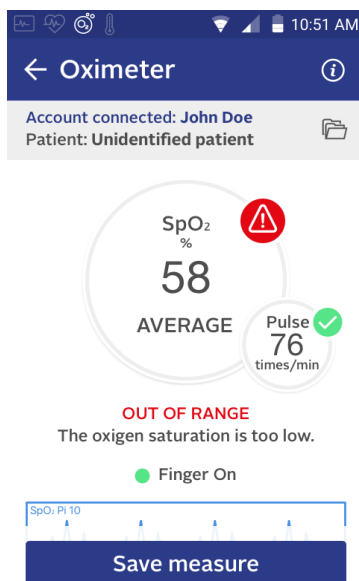 10:51 AM
Oximeter
Account connected: John Doe
Patient: Unidentified patient
SpO₂
%
58
AVERAGE
Pulse
76
times/min
OUT OF RANGE
The oxigen saturation is too low.
Finger On
SpO₂ Pi 10
Save measure